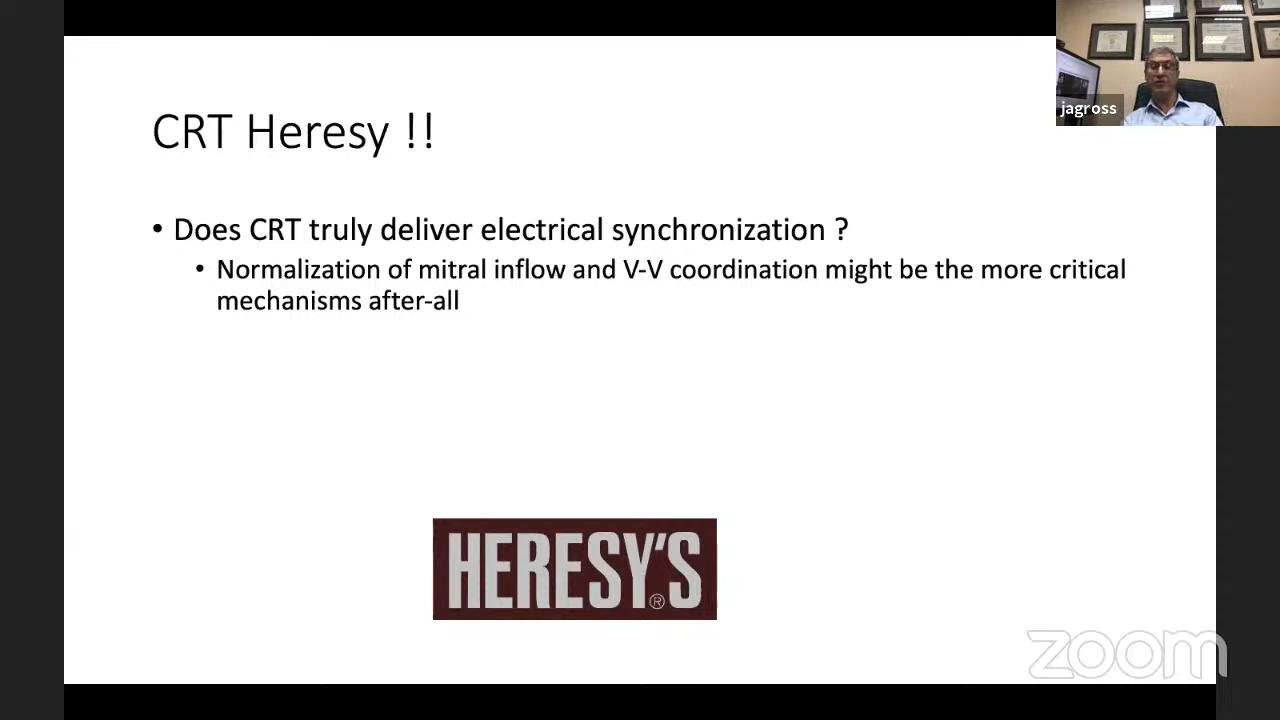 jagross
CRT Heresy !!
• Does CRT truly deliver electrical synchronization ?
• Normalization of mitral inflow and V-V coordination might be the more critical
mechanisms after-all
HERESY'S®
zoom